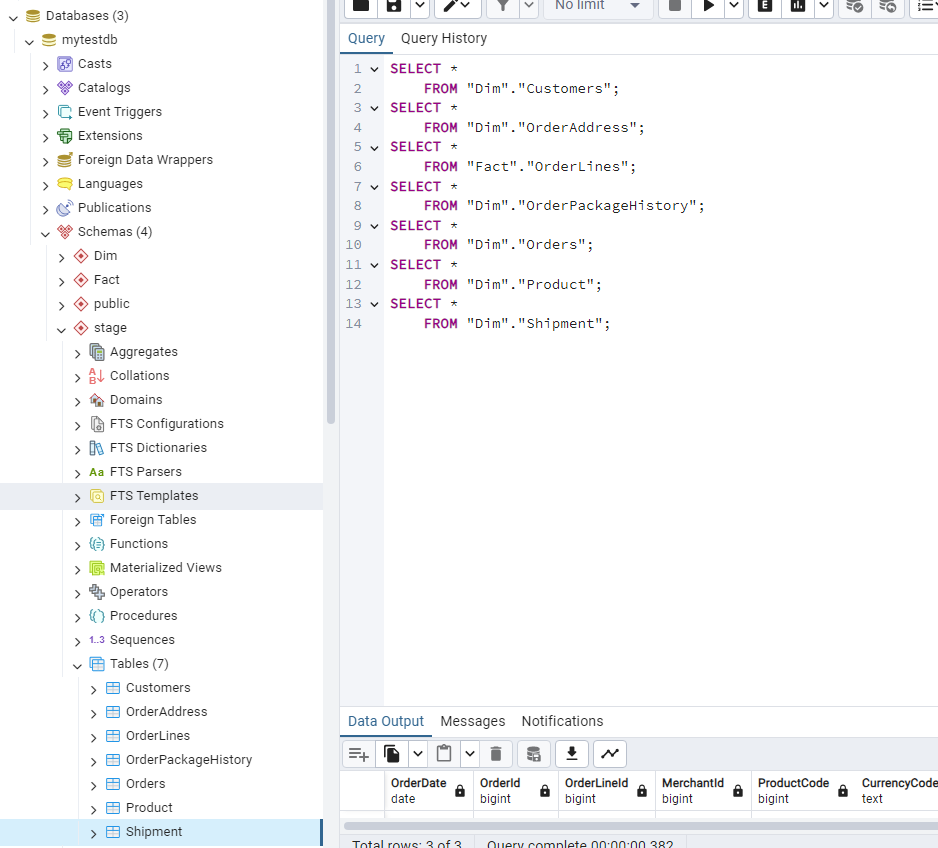 Databases (3)
mytestdb
Casts
Catalogs
Event Triggers
Extensions
Foreign Data Wrappers
Languages
Publications
Schemas (4)
Dim
Fact
public
stage
Aggregates
Collations
Domains
FTS Configurations
FTS Dictionaries
Aa FTS Parsers
FTS Templates
Foreign Tables
Functions
Materialized Views
Operators
Procedures
1..3 Sequences
Tables (7)
Customers
OrderAddress
OrderLines
OrderPackageHistory
Orders
Product
Shipment
No limit
E
Query Query History
1 SELECT *
2 FROM "Dim"."Customers";
3 SELECT *
4 FROM "Dim"."OrderAddress";
5 SELECT *
6 FROM "Fact"."OrderLines";
7 SELECT *
8 FROM "Dim"."OrderPackageHistory";
9 SELECT *
10 FROM "Dim"."Orders";
11 SELECT *
12 FROM "Dim"."Product";
13 SELECT *
14 FROM "Dim"."Shipment";
Data Output Messages Notifications
OrderDate OrderId OrderLineId MerchantId ProductCode CurrencyCode
date bigint bigint bigint bigint text
Total rows: 3 of 3 Query complete 00:00:00.382